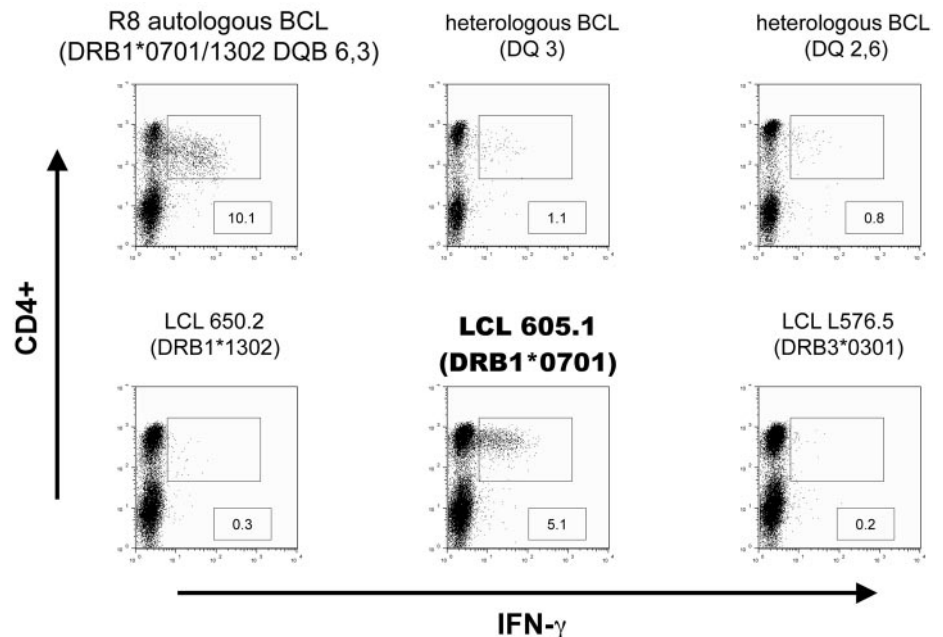 R8 autologous BCL
(DRB1*0701/1302 DQB 6,3)
heterologous BCL
(DQ 3)
heterologous BCL
(DQ 2,6)
10.1
1.1
0.8
LCL 650.2
(DRB1*1302)
LCL 605.1
(DRB1*0701)
LCL L576.5
(DRB3*0301)
0.3
5.1
0.2
CD4+
IFN-γ